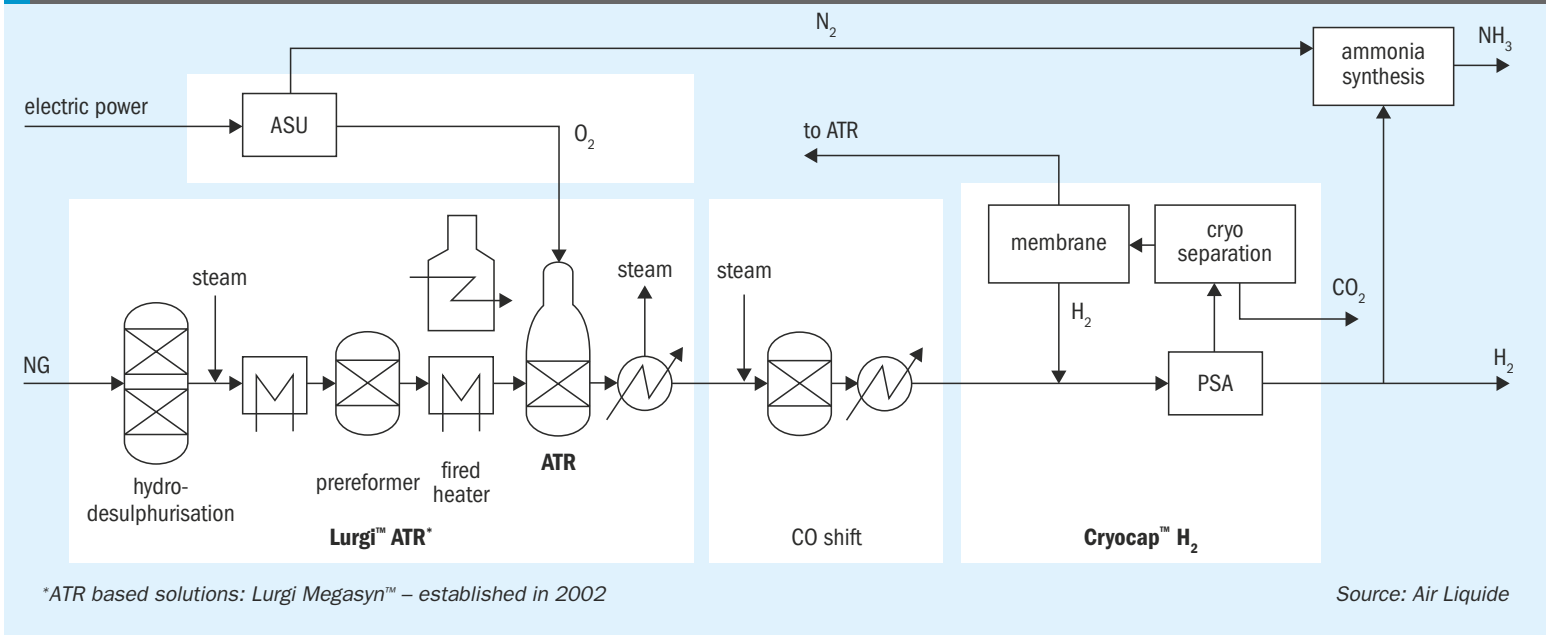 N₂
ammonia
synthesis
NH₃
electric power
ASU
O₂
to ATR
membrane
cryo
separation
CO₂
H₂
steam
steam
steam
NG
PSA
H₂
ATR
prereformer
fired
heater
hydro-
desulphurisation
Lurgi™ ATR*
CO shift
Cryocap™ H₂
*ATR based solutions: Lurgi Megasyn™ – established in 2002
Source: Air Liquide